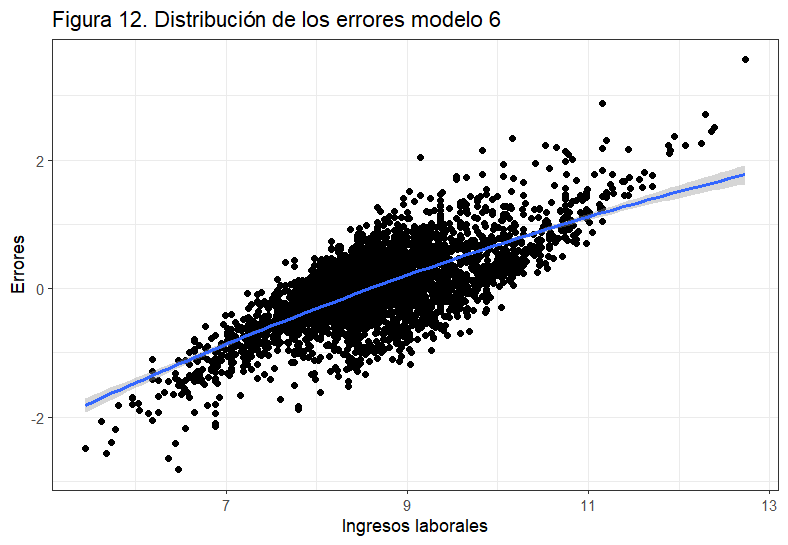 Figura 12. Distribución de los errores modelo 6
Errores
2
0
-2
7
9
11
13
Ingresos laborales